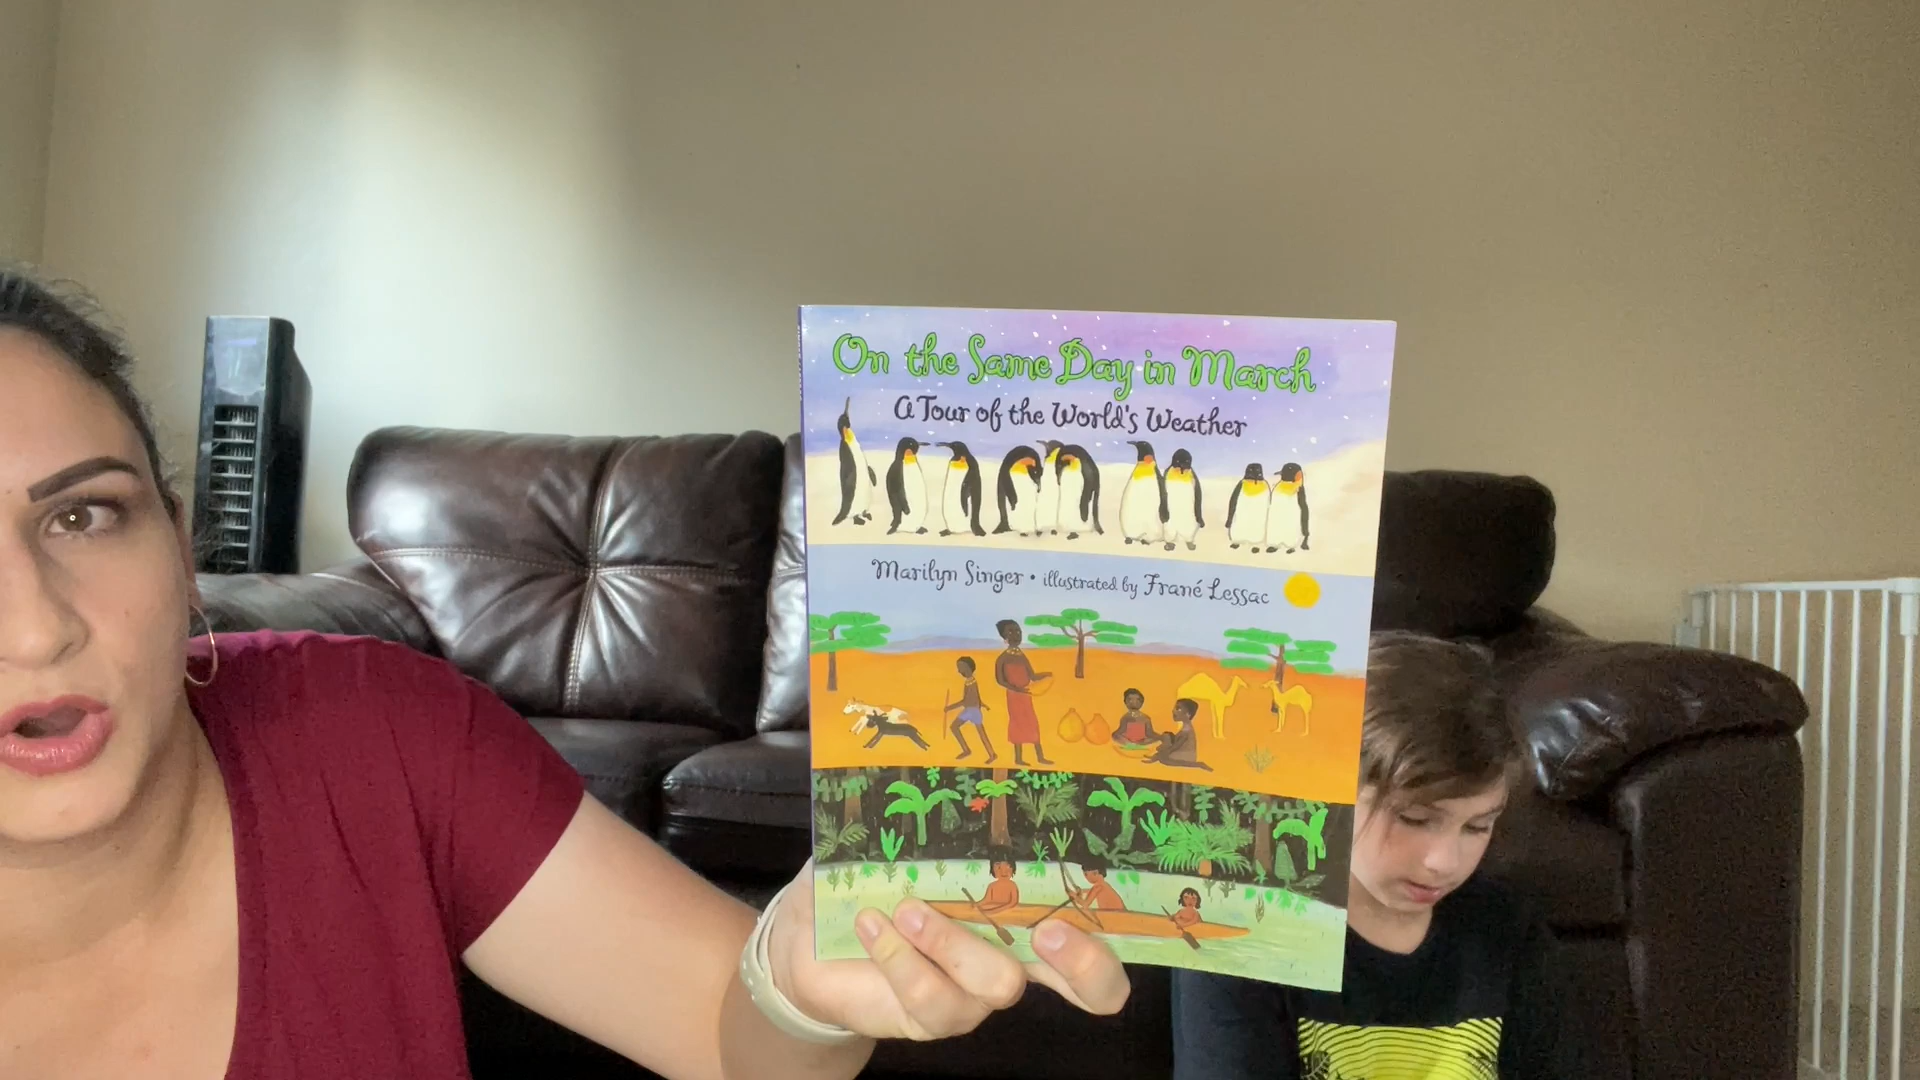 On the Same Day in March
A Tour of the World's Weather
Marilyn Singer • illustrated by Frané Lessac